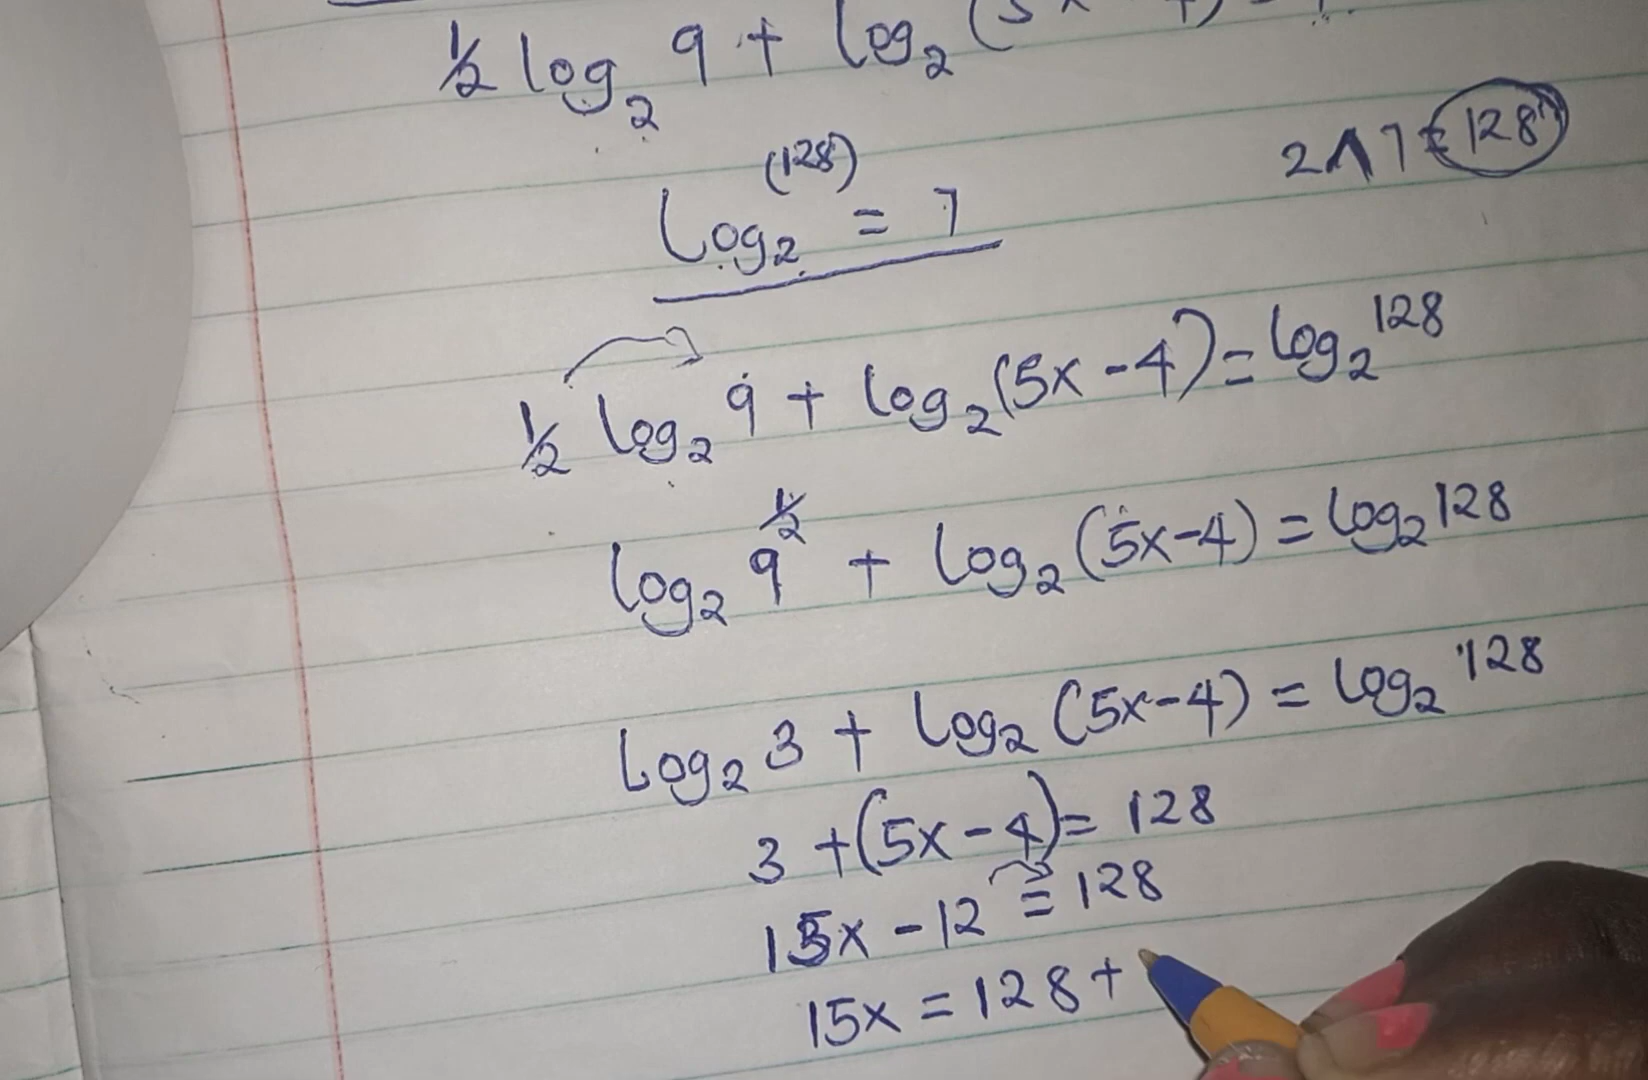 ½ log₂ 9 + log₂ (5x
2 ∧ 7 = 128
(128)
log₂ = 7
½ log₂ 9 + log₂ (5x - 4) = log₂ 128
log₂ 9^½ + log₂ (5x - 4) = log₂ 128
log₂ 3 + log₂ (5x - 4) = log₂ 128
3 + (5x - 4) = 128
15x - 12 = 128
15x = 128 +